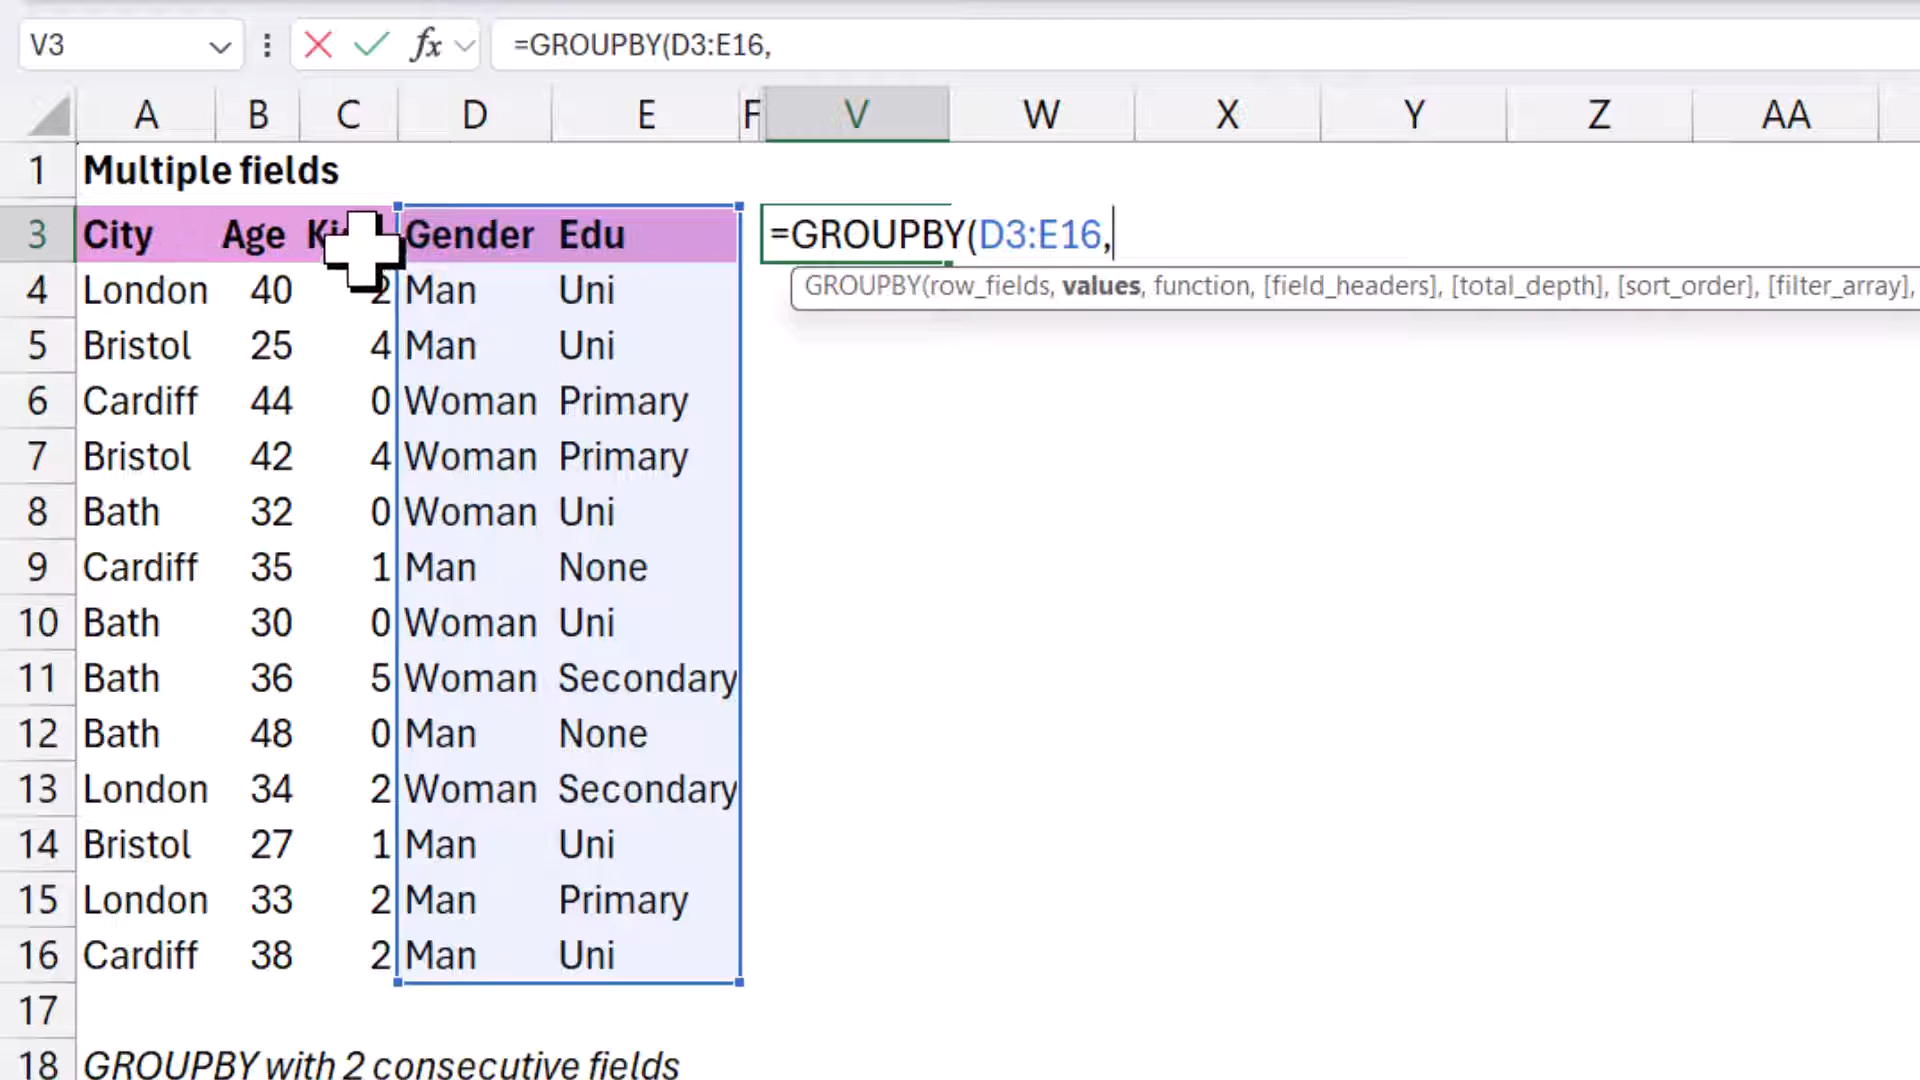 V3 fx =GROUPBY(D3:E16,
A B C D E F V W X Y Z AA
1 Multiple fields
3 City Age Gender Edu =GROUPBY(D3:E16,
GROUPBY(row_fields, values, function, [field_headers], [total_depth], [sort_order], [filter_array],
4 London 40 2 Man Uni
5 Bristol 25 4 Man Uni
6 Cardiff 44 0 Woman Primary
7 Bristol 42 4 Woman Primary
8 Bath 32 0 Woman Uni
9 Cardiff 35 1 Man None
10 Bath 30 0 Woman Uni
11 Bath 36 5 Woman Secondary
12 Bath 48 0 Man None
13 London 34 2 Woman Secondary
14 Bristol 27 1 Man Uni
15 London 33 2 Man Primary
16 Cardiff 38 2 Man Uni
17
18 GROUPBY with 2 consecutive fields